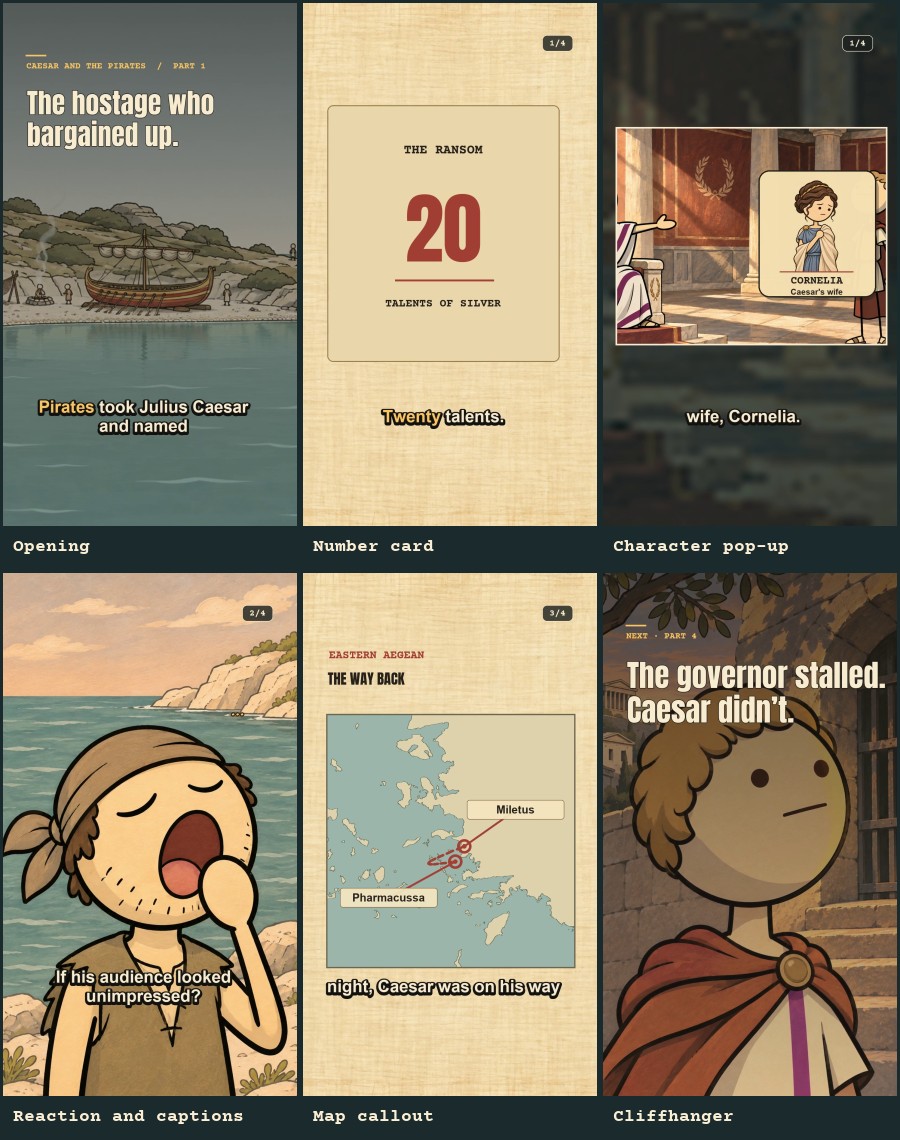 CAESAR AND THE PIRATES / PART 1
The hostage who
bargained up.
Pirates took Julius Caesar
and named
Opening
1/4
THE RANSOM
20
TALENTS OF SILVER
Twenty talents.
Number card
1/4
CORNELIA
Caesar's wife
wife, Cornelia.
Character pop-up
2/4
If his audience looked
unimpressed?
Reaction and captions
3/4
EASTERN AEGEAN
THE WAY BACK
Miletus
Pharmacussa
night, Caesar was on his way
Map callout
NEXT · PART 4
The governor stalled.
Caesar didn’t.
Cliffhanger